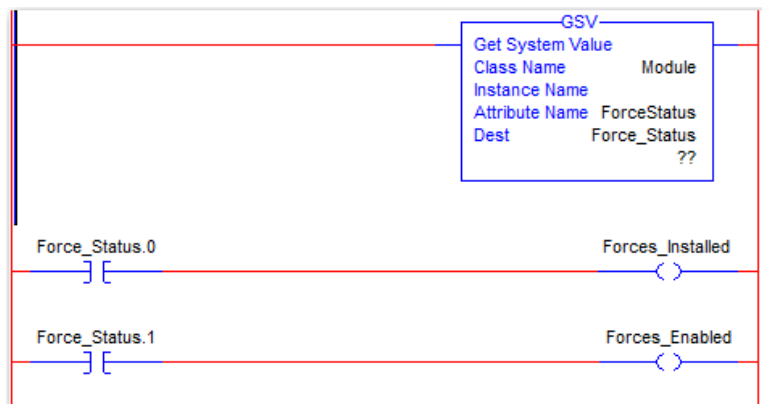 GSV
Get System Value
Class Name Module
Instance Name
Attribute Name ForceStatus
Dest Force_Status
??
Force_Status.0 Forces_Installed
Force_Status.1 Forces_Enabled